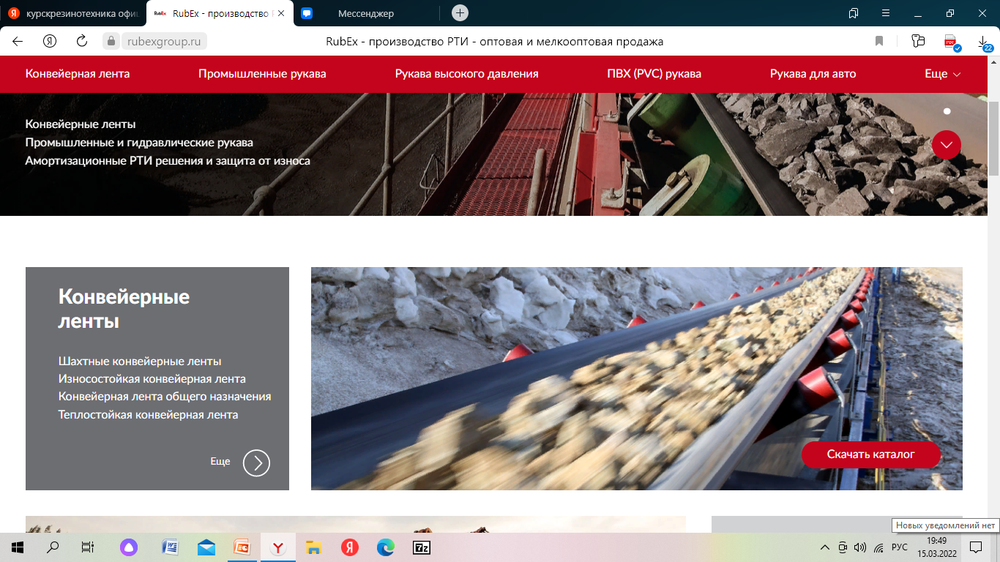 курскрезинотехника офиц
RubEx - производство Р
Мессенджер
rubexgroup.ru
RubEx - производство РТИ - оптовая и мелкооптовая продажа
22
Конвейерная лента
Промышленные рукава
Рукава высокого давления
ПВХ (PVC) рукава
Рукава для авто
Еще
Конвейерные ленты
Промышленные и гидравлические рукава
Амортизационные РТИ решения и защита от износа
Конвейерные
ленты
Шахтные конвейерные ленты
Износостойкая конвейерная лента
Конвейерная лента общего назначения
Теплостойкая конвейерная лента
Еще
Скачать каталог
Новых уведомлений нет
РУС
19:49
15.03.2022